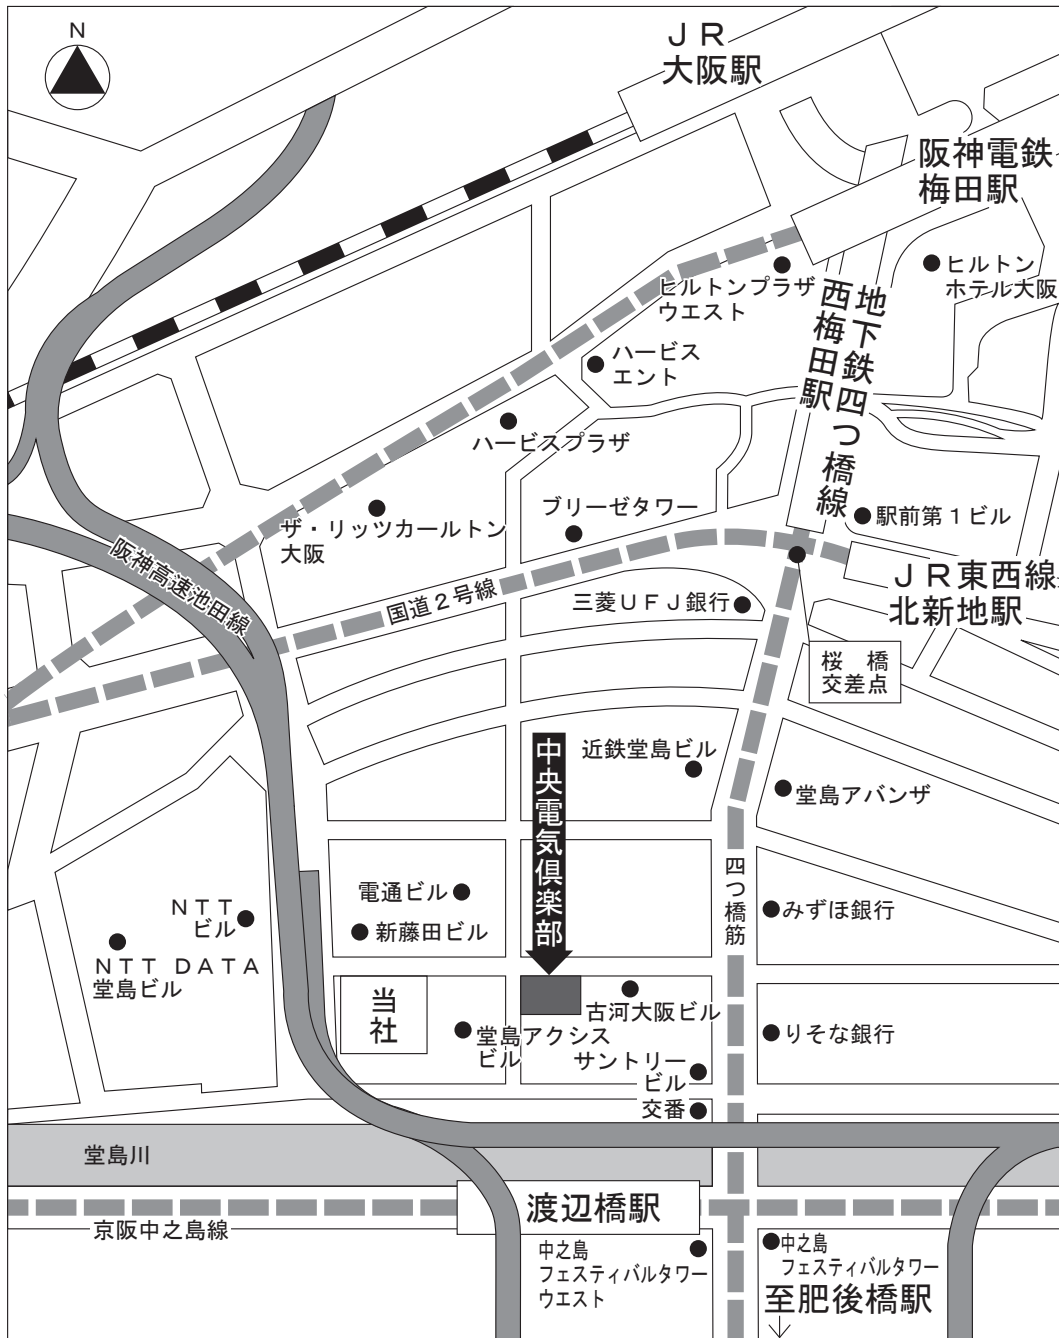 N
ＪＲ
大阪駅
阪神電鉄
梅田駅
ヒルトンプラザ
ウエスト
ヒルトン
ホテル大阪
地下鉄四つ橋線
西梅田駅
ハービス
エント
ハービスプラザ
ザ・リッツカールトン
大阪
ブリーゼタワー
駅前第１ビル
阪神高速池田線
国道２号線
三菱ＵＦＪ銀行
ＪＲ東西線
北新地駅
桜　橋
交差点
中央電気倶楽部
近鉄堂島ビル
堂島アバンザ
四つ橋筋
電通ビル
新藤田ビル
みずほ銀行
ＮＴＴ
ビル
ＮＴＴ ＤＡＴＡ
堂島ビル
当
社
古河大阪ビル
堂島アクシス
ビル
サントリー
ビル
交番
りそな銀行
堂島川
渡辺橋駅
京阪中之島線
中之島
フェスティバルタワー
ウエスト
中之島
フェスティバルタワー
至肥後橋駅